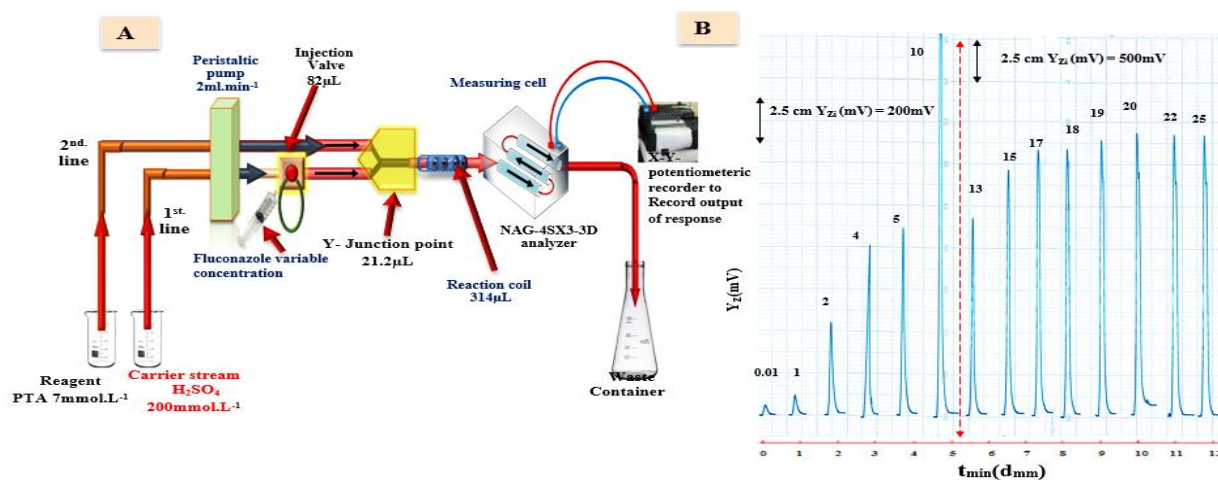 A
Peristaltic
pump
2ml.min-1
Injection
Valve
82µL
Measuring cell
2nd.
line
1st.
line
Fluconazole variable
concentration
Y- Junction point
21.2µL
Reaction coil
314µL
NAG-4SX3-3D
analyzer
X-Y-
potentiometeric
recorder to
Record output
of response
Reagent
PTA 7mmol.L-1
Carrier stream
H2SO4
200mmol.L-1
Waste
Container
B
10
2.5 cm YZi (mV) = 500mV
2.5 cm YZi (mV) = 200mV
0.01
1
2
4
5
13
15
17
18
19
20
22
25
YZ(mV)
0 1 2 3 4 5 6 7 8 9 10 11 12
tmin(dmm)